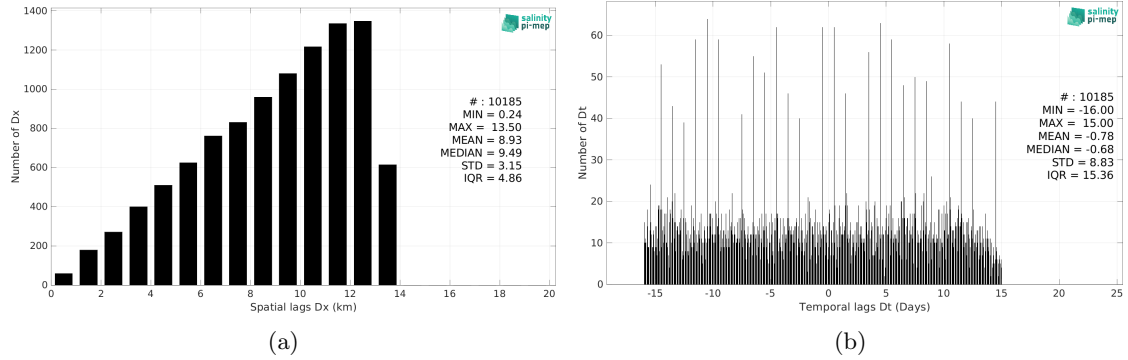 1400
1200
1000
800
600
400
200
0
Number of Dx
0 2 4 6 8 10 12 14 16 18 20
Spatial lags Dx (km)
salinity
pi-mep
# : 10185
MIN = 0.24
MAX = 13.50
MEAN = 8.93
MEDIAN = 9.49
STD = 3.15
IQR = 4.86
(a)
60
50
40
30
20
10
0
Number of Dt
-15 -10 -5 0 5 10 15 20 25
Temporal lags Dt (Days)
salinity
pi-mep
# : 10185
MIN = -16.00
MAX = 15.00
MEAN = -0.78
MEDIAN = -0.68
STD = 8.83
IQR = 15.36
(b)